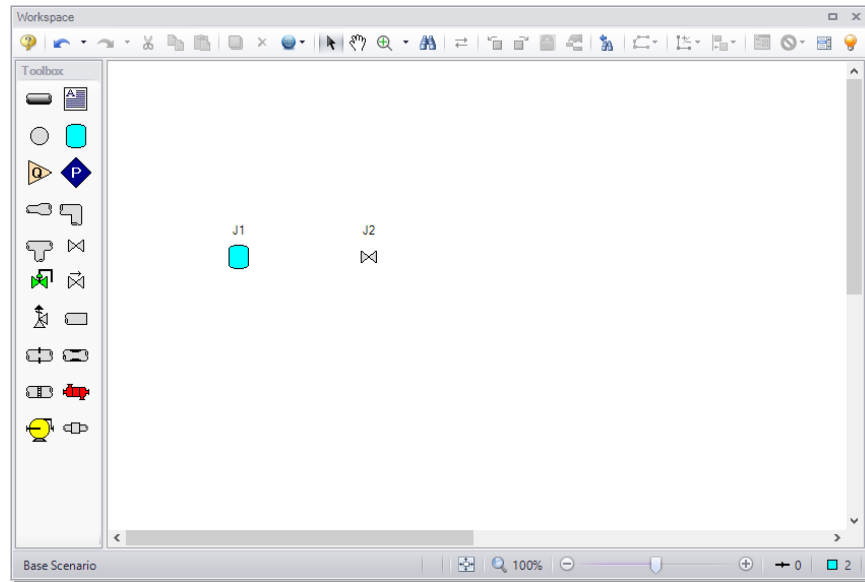 Workspace
Toolbox
A
Q P
J1 J2
Base Scenario 100% 0 2